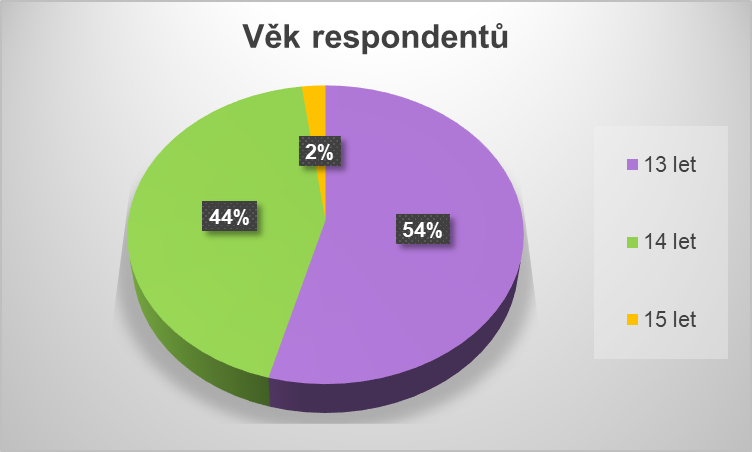 Věk respondentů
2%
44%
54%
13 let
14 let
15 let